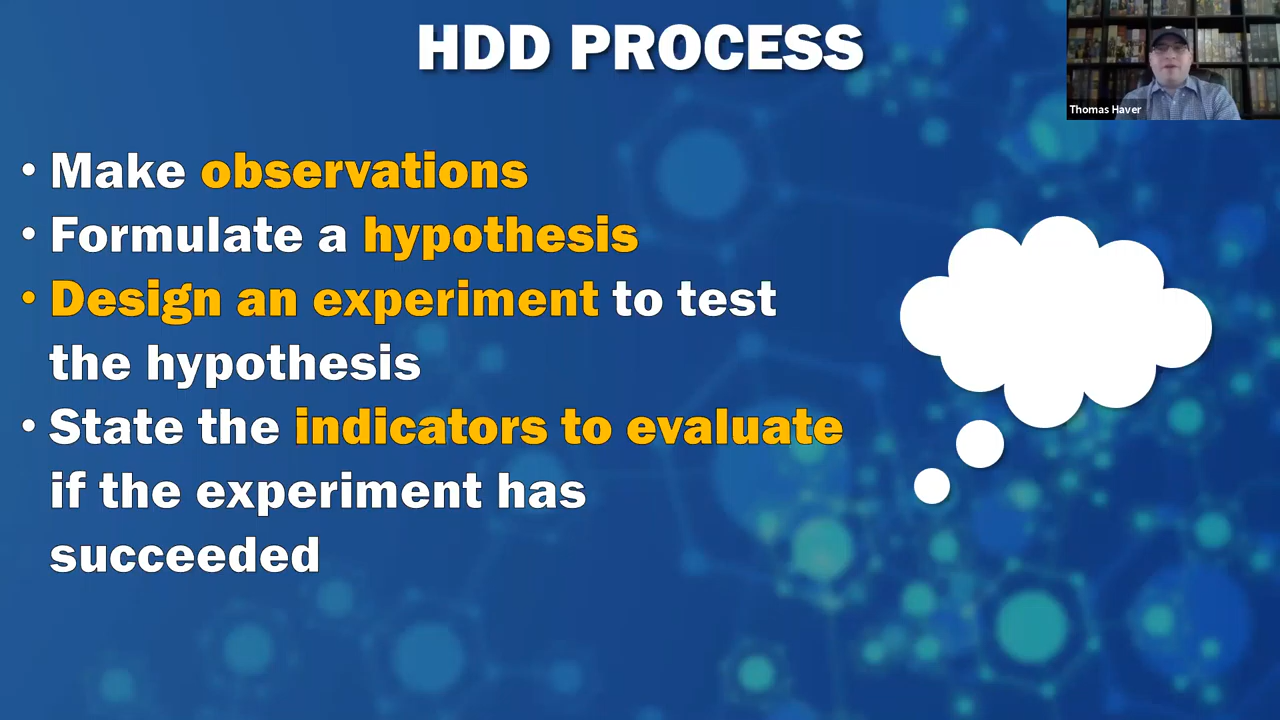 HDD PROCESS
Thomas Haver
• Make observations
• Formulate a hypothesis
• Design an experiment to test
the hypothesis
• State the indicators to evaluate
if the experiment has
succeeded